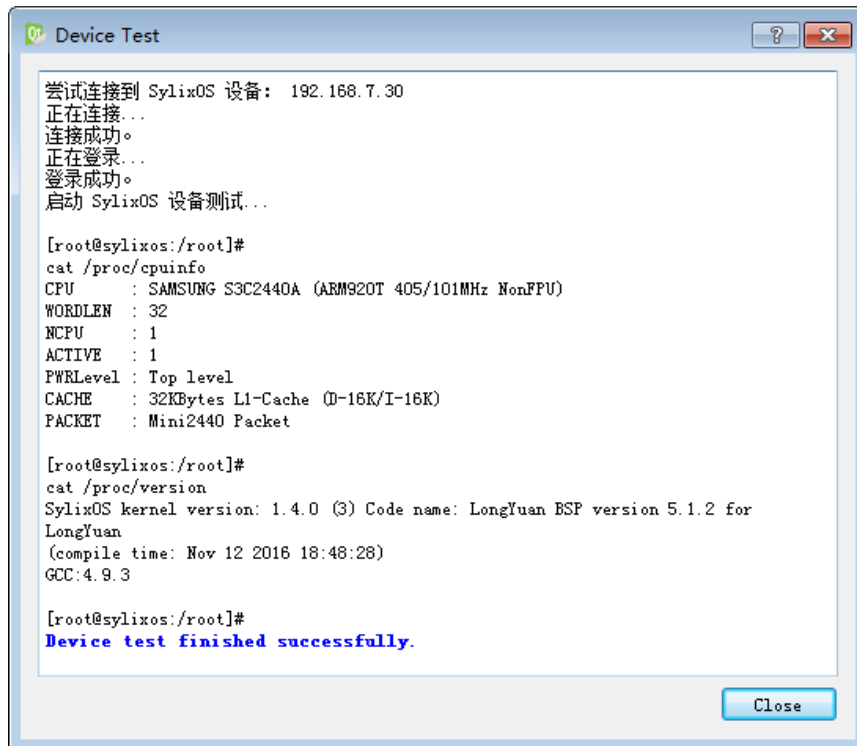 Device Test
尝试连接到 SylixOS 设备： 192.168.7.30
正在连接...
连接成功。
正在登录...
登录成功。
启动 SylixOS 设备测试...
[root@sylixos:/root]#
cat /proc/cpuinfo
CPU : SAMSUNG S3C2440A (ARM920T 405/101MHz NonFPU)
WORDLEN : 32
NCPU : 1
ACTIVE : 1
PWRLevel : Top level
CACHE : 32KBytes L1-Cache (D-16K/I-16K)
PACKET : Mini2440 Packet
[root@sylixos:/root]#
cat /proc/version
SylixOS kernel version: 1.4.0 (3) Code name: LongYuan BSP version 5.1.2 for
LongYuan
(compile time: Nov 12 2016 18:48:28)
GCC:4.9.3
[root@sylixos:/root]#
Device test finished successfully.
Close